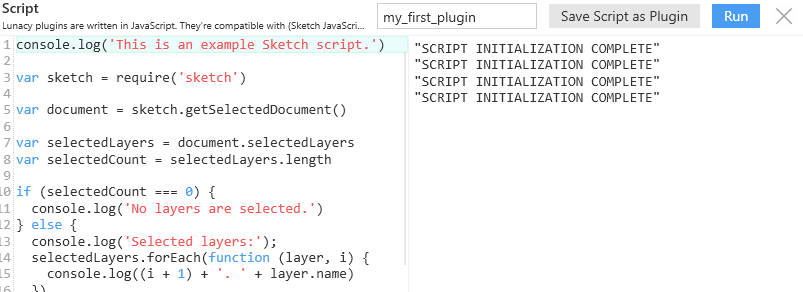 Script
Lunacy plugins are written in JavaScript. They're compatible with {Sketch JavaScri...
my_first_plugin
Save Script as Plugin
Run
1 console.log('This is an example Sketch script.')
2
3 var sketch = require('sketch')
4
5 var document = sketch.getSelectedDocument()
6
7 var selectedLayers = document.selectedLayers
8 var selectedCount = selectedLayers.length
9
10 if (selectedCount === 0) {
11   console.log('No layers are selected.')
12 } else {
13   console.log('Selected layers:');
14   selectedLayers.forEach(function (layer, i) {
15     console.log((i + 1) + '. ' + layer.name)
16   })
"SCRIPT INITIALIZATION COMPLETE"
"SCRIPT INITIALIZATION COMPLETE"
"SCRIPT INITIALIZATION COMPLETE"
"SCRIPT INITIALIZATION COMPLETE"